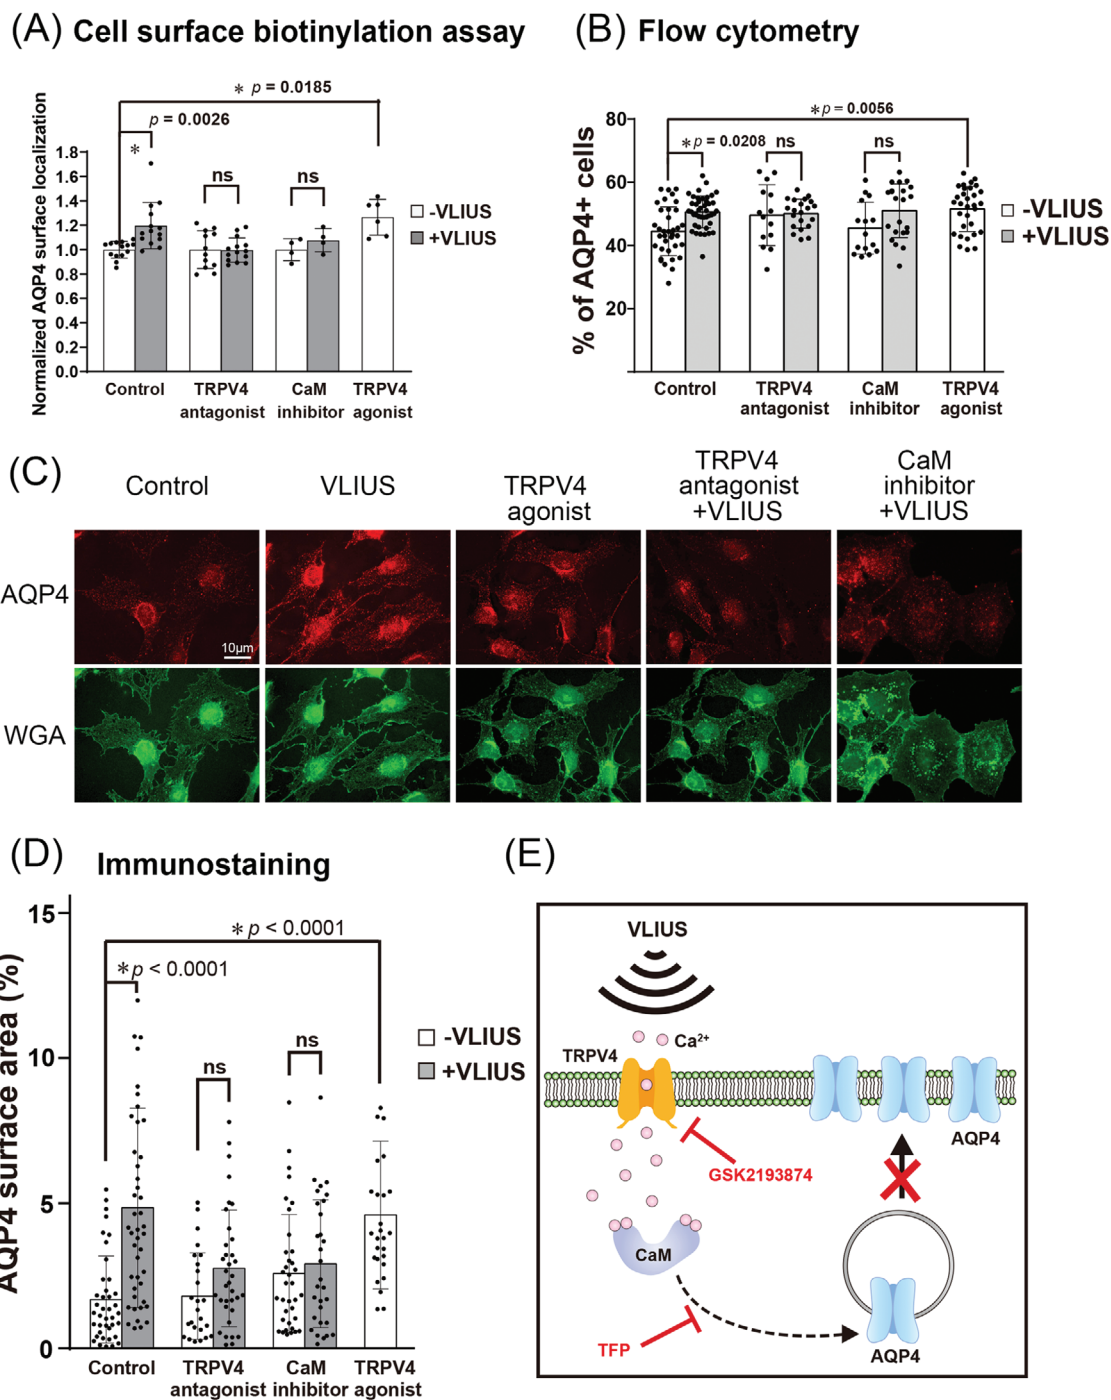 (A) Cell surface biotinylation assay
Normalized AQP4 surface localization
* p = 0.0185
p = 0.0026
*
ns
ns
1.8
1.6
1.4
1.2
1.0
1.0
0.8
0.6
0.4
0.2
0.0
-VLIUS
+VLIUS
Control
TRPV4
antagonist
CaM
inhibitor
TRPV4
agonist
(B) Flow cytometry
% of AQP4+ cells
*p = 0.0056
*p = 0.0208
ns
ns
80
60
40
20
-VLIUS
+VLIUS
Control
TRPV4
antagonist
CaM
inhibitor
TRPV4
agonist
(C)
Control
VLIUS
TRPV4
agonist
TRPV4
antagonist
+VLIUS
CaM
inhibitor
+VLIUS
AQP4
10μm
WGA
(D) Immunostaining
AQP4 surface area (%)
* p < 0.0001
*p < 0.0001
ns
ns
15
10
5
0
-VLIUS
+VLIUS
Control
TRPV4
antagonist
CaM
inhibitor
TRPV4
agonist
(E)
VLIUS
Ca2+
TRPV4
AQP4
GSK2193874
CaM
TFP
AQP4